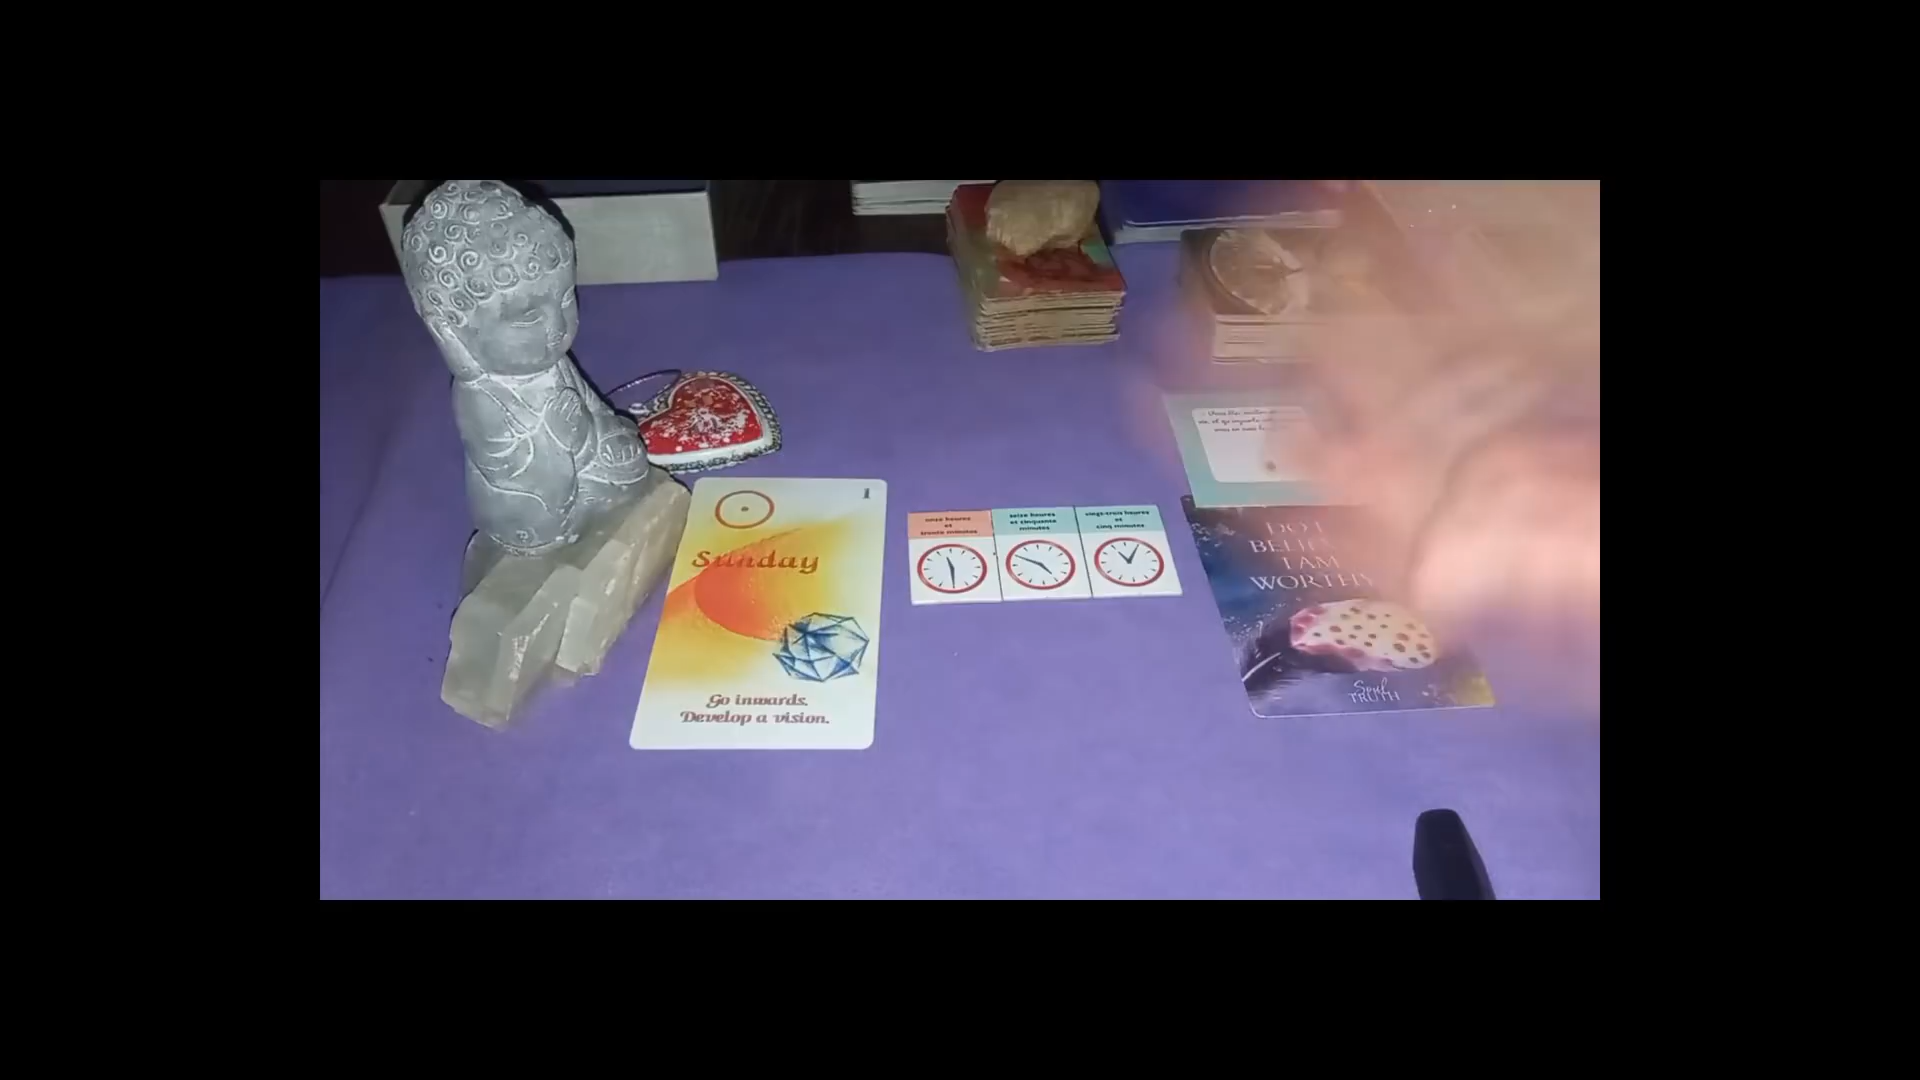 1
Sunday
Go inwards.
Develop a vision.
onze heures
et
trente minutes
seize heures
et cinquante
minutes
vingt-trois heures
et
cinq minutes
DO I
I AM
WORTHY
Soul
TRUTH